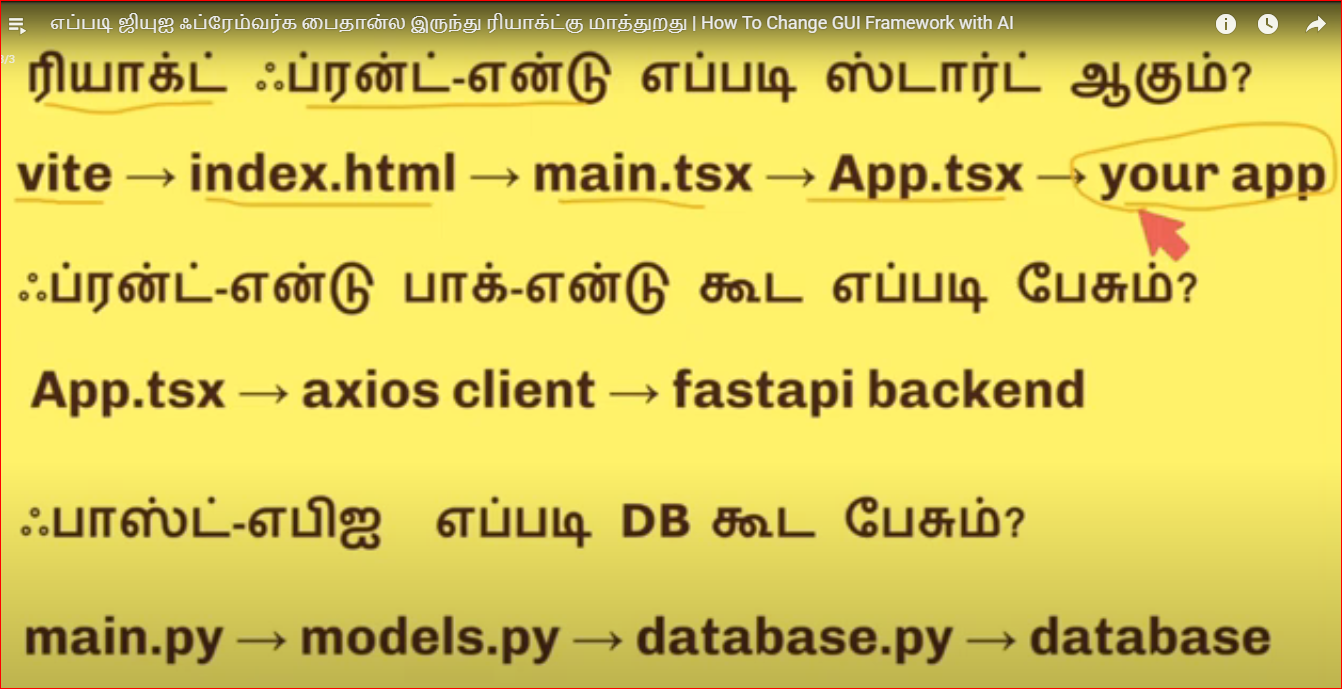 எப்படி ஜியுஐ ஃப்ரேம்வர்க பைதான்ல இருந்து ரியாக்ட்கு மாத்துறது | How To Change GUI Framework with AI
1/3
ரியாக்ட் ஃப்ரன்ட்-என்டு எப்படி ஸ்டார்ட் ஆகும்?
vite → index.html → main.tsx → App.tsx → your app
ஃப்ரன்ட்-என்டு பாக்-என்டு கூட எப்படி பேசும்?
App.tsx → axios client → fastapi backend
ஃபாஸ்ட்-எபிஐ எப்படி DB கூட பேசும்?
main.py → models.py → database.py → database